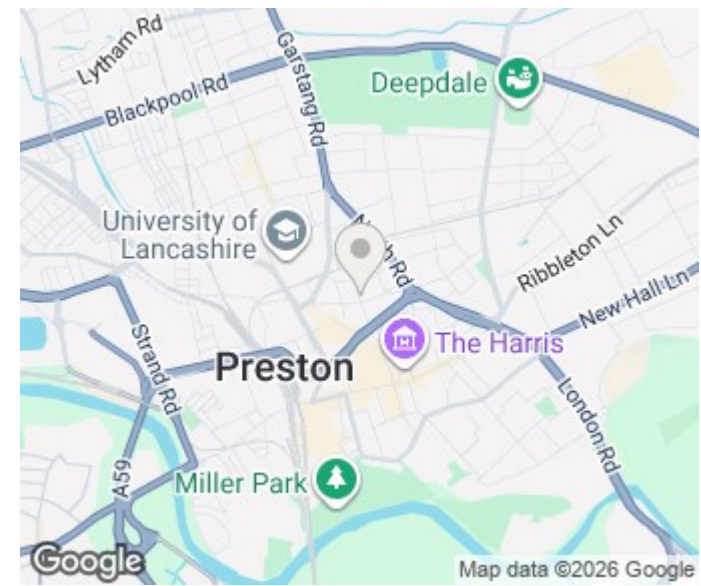 Lytham Rd
Garstang Rd
Blackpool Rd
Deepdale
University of
Lancashire
Ribbleton Ln
New Hall Ln
The Harris
Preston
Strand Rd
London Rd
A59
Miller Park
Google
Map data ©2026 Google